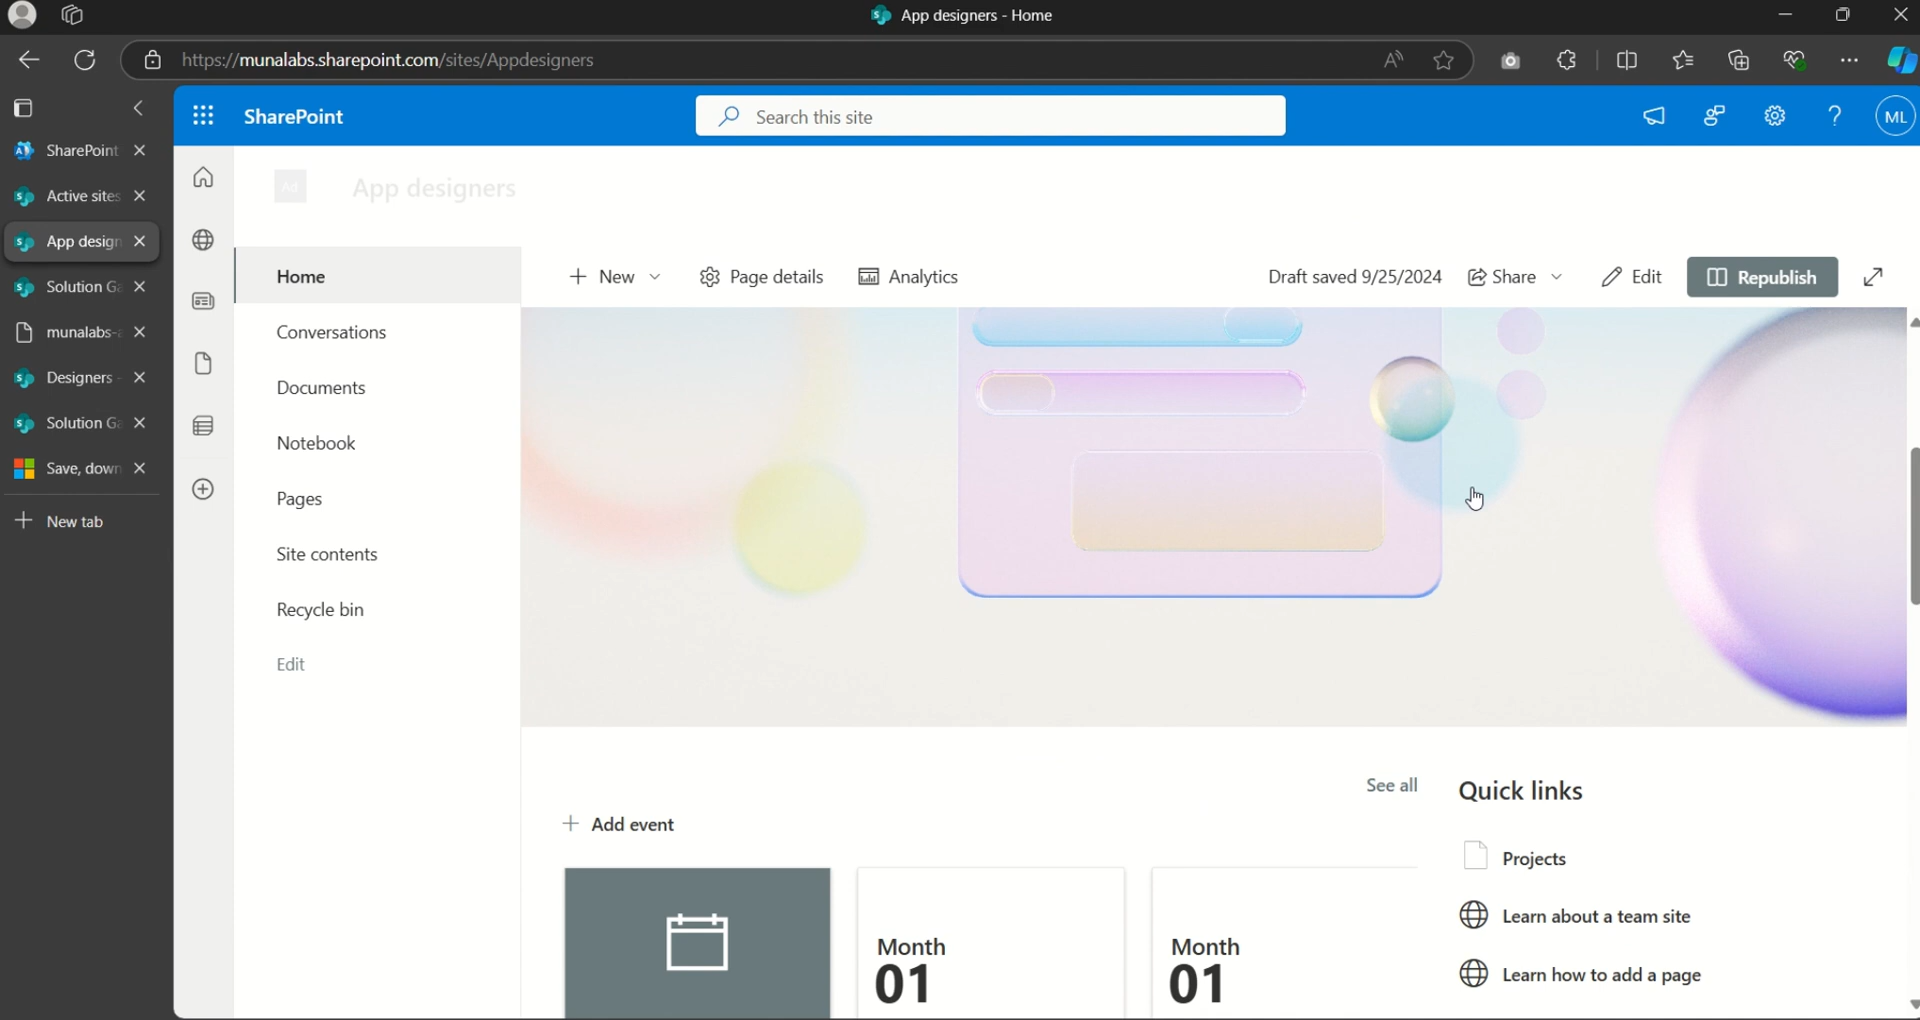 App designers - Home
https://munalabs.sharepoint.com/sites/Appdesigners
SharePoint
Active sites
App design
Solution Ga
munalabs-a
Designers -
Solution Ga
Save, down
New tab
SharePoint
Search this site
ML
Ad
App designers
Home
Conversations
Documents
Notebook
Pages
Site contents
Recycle bin
Edit
New
Page details
Analytics
Draft saved 9/25/2024
Share
Edit
Republish
See all
Add event
Month
01
Month
01
Quick links
Projects
Learn about a team site
Learn how to add a page